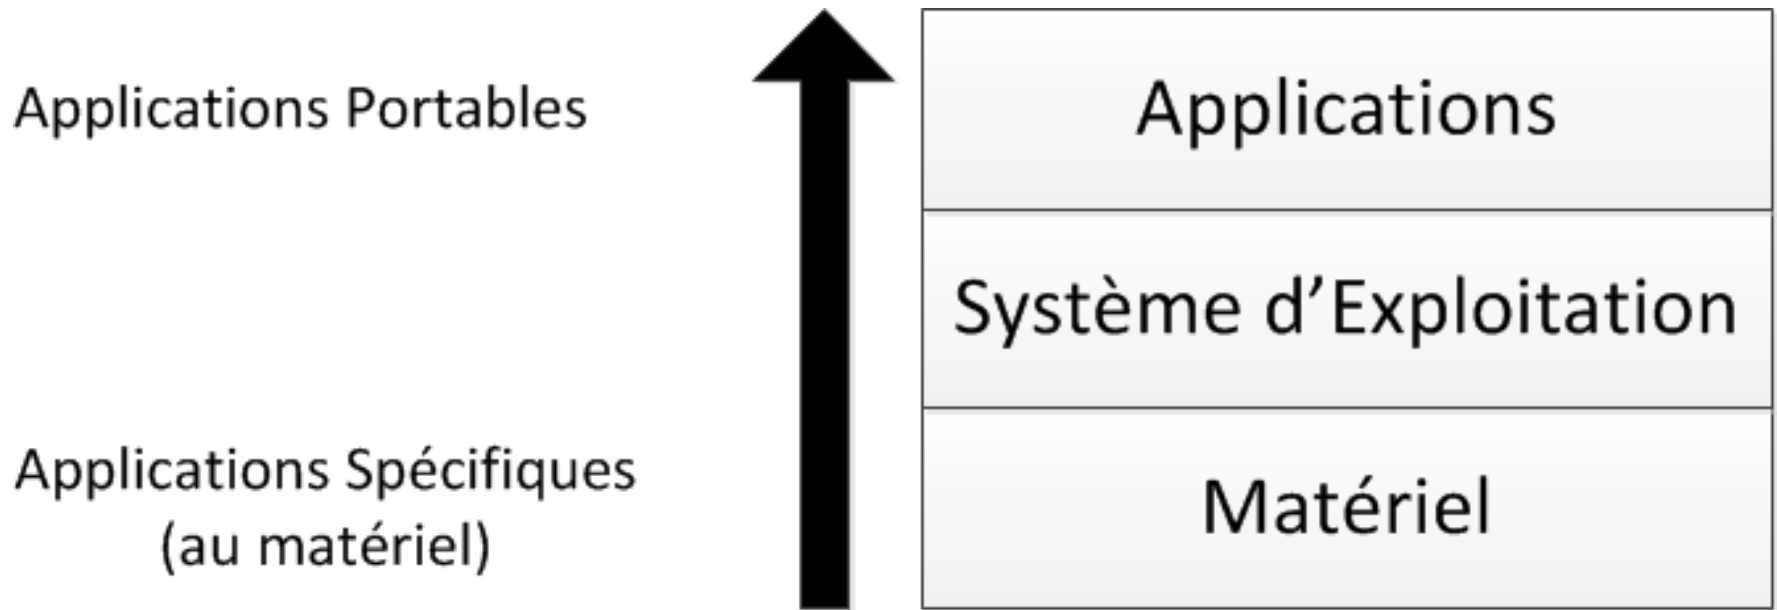 Applications Portables
Applications Spécifiques
(au matériel)
Applications
Système d’Exploitation
Matériel